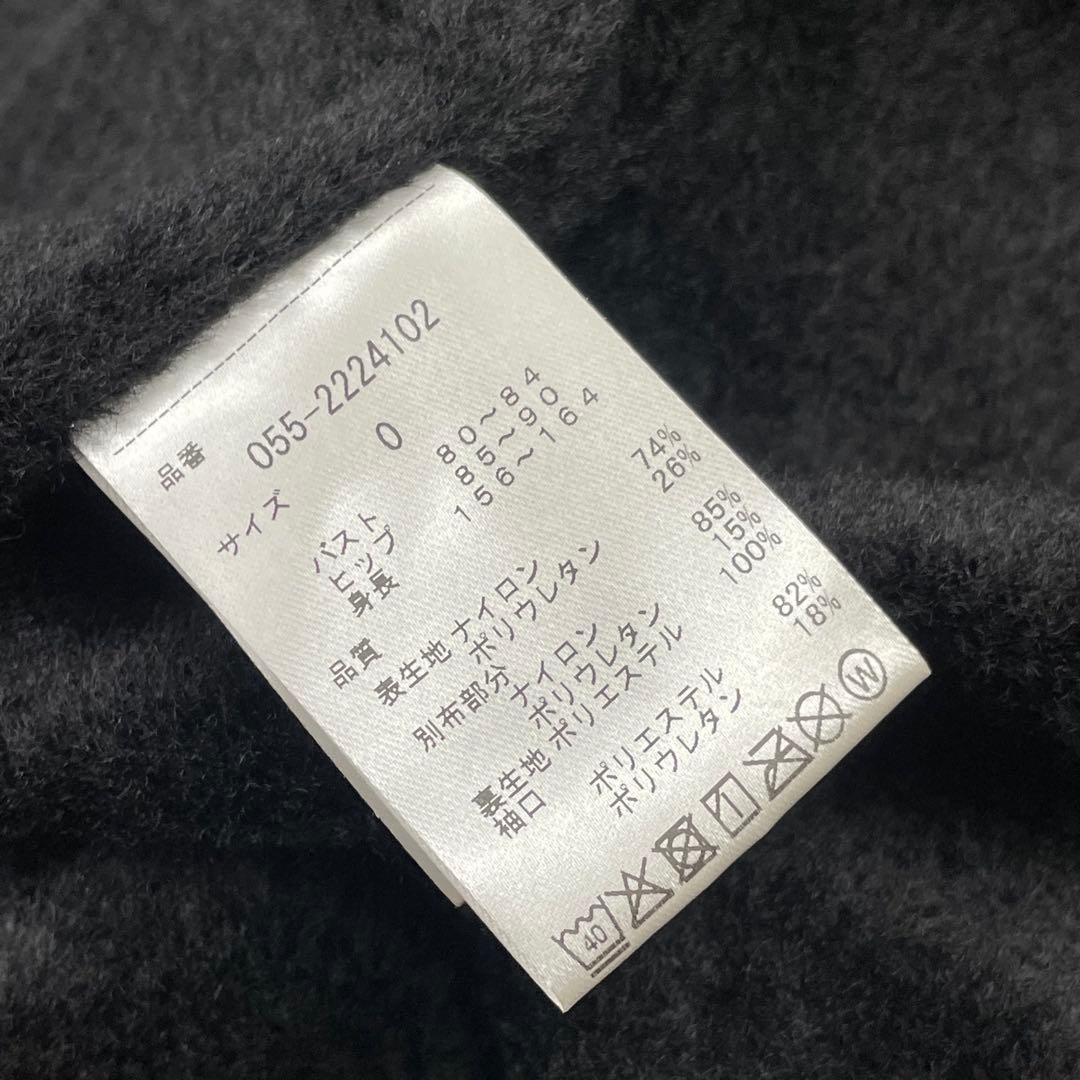 品番 055-2224102
サイズ 0
バスト 80~84
ヒップ 85~90
身長 156~164
品質
表生地 ナイロン 74%
ポリウレタン 26%
別布部分
ナイロン 85%
ポリウレタン 15%
裏生地 ポリエステル 100%
袖口
ポリエステル 82%
ポリウレタン 18%
40 W